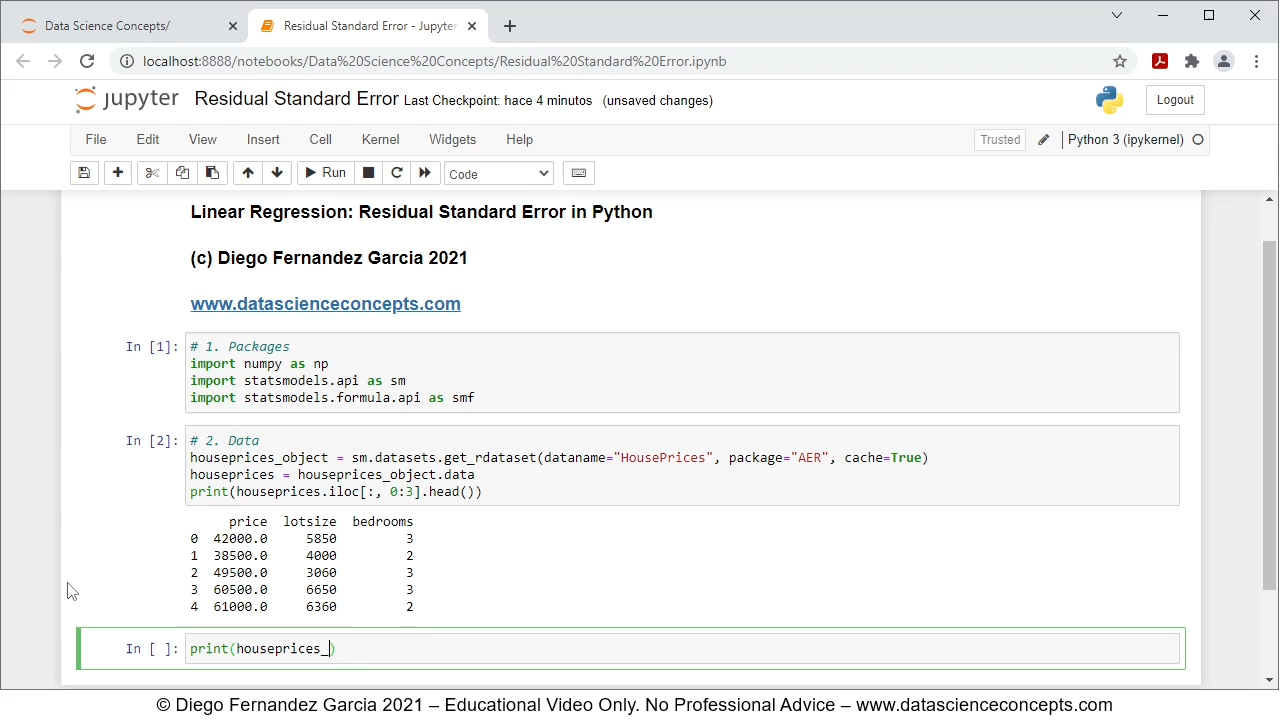 Data Science Concepts/
Residual Standard Error - Jupyter
localhost:8888/notebooks/Data%20Science%20Concepts/Residual%20Standard%20Error.ipynb
jupyter Residual Standard Error Last Checkpoint: hace 4 minutos (unsaved changes) Logout
File Edit View Insert Cell Kernel Widgets Help Trusted Python 3 (ipykernel)
Run Code
Linear Regression: Residual Standard Error in Python
(c) Diego Fernandez Garcia 2021
www.datascienceconcepts.com
In [1]: # 1. Packages
import numpy as np
import statsmodels.api as sm
import statsmodels.formula.api as smf
In [2]: # 2. Data
houseprices_object = sm.datasets.get_rdataset(dataname="HousePrices", package="AER", cache=True)
houseprices = houseprices_object.data
print(houseprices.iloc[:, 0:3].head())
price lotsize bedrooms
0 42000.0 5850 3
1 38500.0 4000 2
2 49500.0 3060 3
3 60500.0 6650 3
4 61000.0 6360 2
In [ ]: print(houseprices_)
© Diego Fernandez Garcia 2021 – Educational Video Only. No Professional Advice – www.datascienceconcepts.com